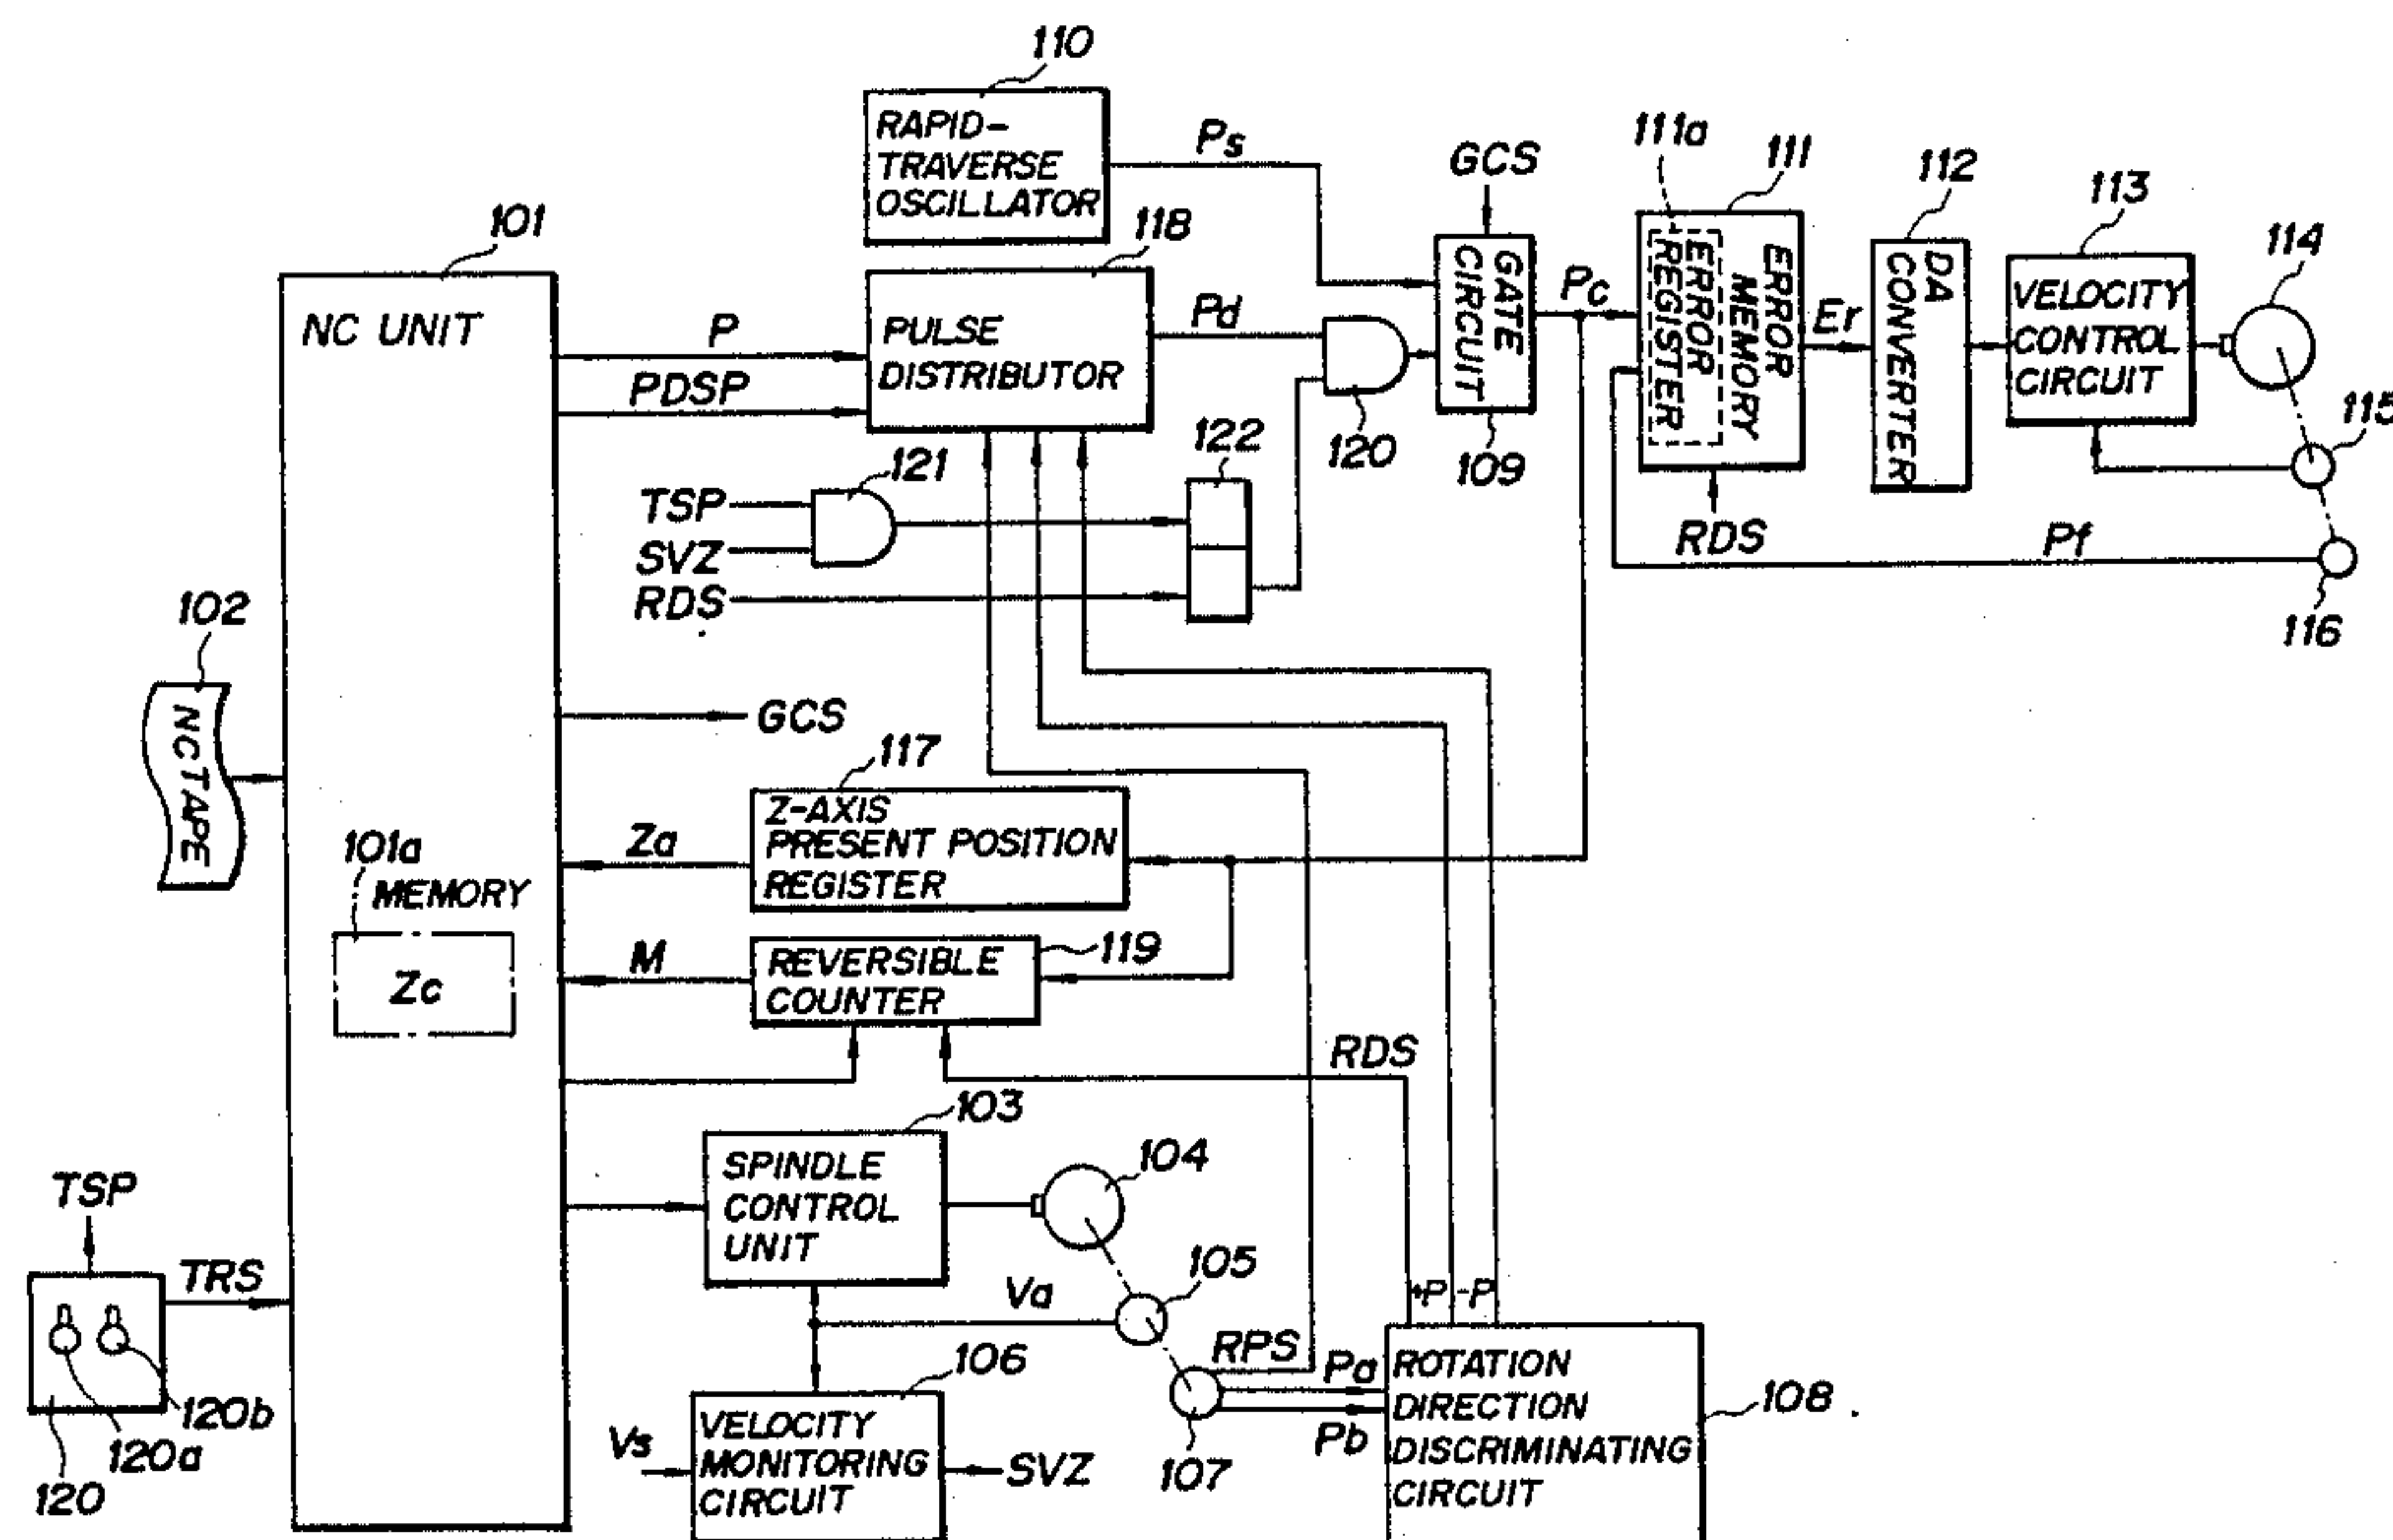 110
RAPID-
TRAVERSE
OSCILLATOR
Ps
GCS
111a
111
112
113
114
101
118
NC UNIT
P
PULSE
DISTRIBUTOR
PDSP
Pd
GATE
CIRCUIT
Pc
ERROR
REGISTER
ERROR
MEMORY
Er
DA
CONVERTER
VELOCITY
CONTROL
CIRCUIT
115
121
122
120
109
TSP
SVZ
RDS
RDS
Pf
116
102
NC TAPE
GCS
117
Z-AXIS
PRESENT POSITION
REGISTER
Za
101a
MEMORY
Zc
M
REVERSIBLE
COUNTER
119
RDS
103
SPINDLE
CONTROL
UNIT
104
TSP
TRS
105
Va
+P
-P
120b
120a
120
106
RPS
Pa
Pb
ROTATION
DIRECTION
DISCRIMINATING
CIRCUIT
108
Vs
VELOCITY
MONITORING
CIRCUIT
SVZ
107